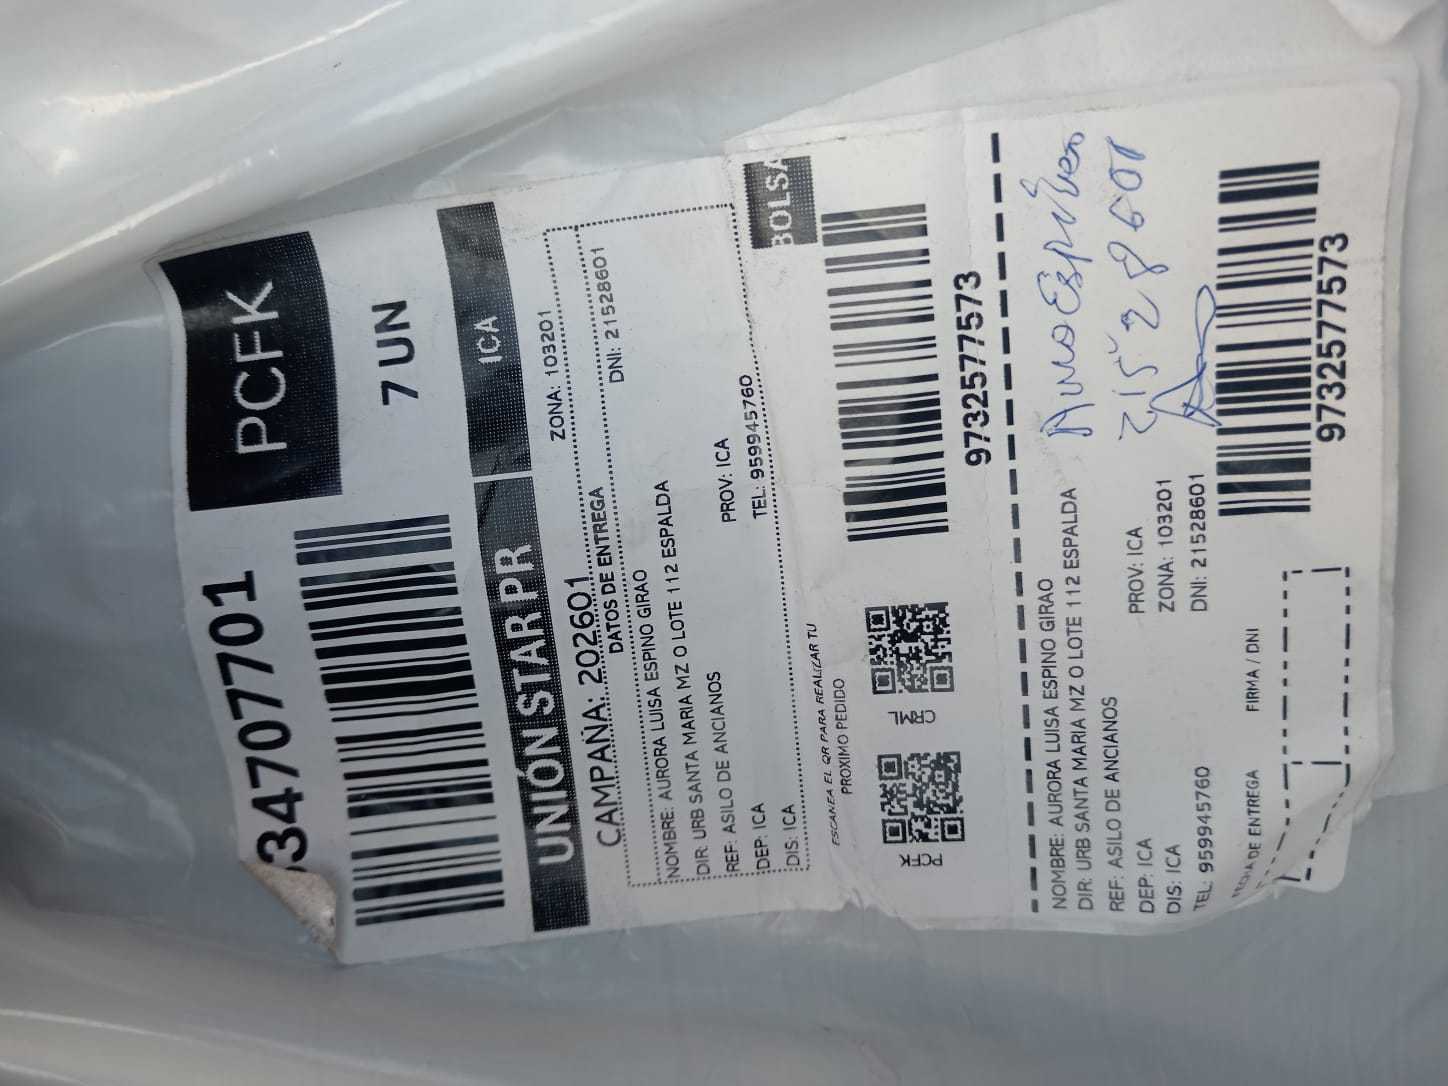 334707701
PCFK
7 UN
UNIÓN STAR PR
ICA
CAMPAÑA: 202601
ZONA: 103201
DATOS DE ENTREGA
DNI: 21528601
NOMBRE: AURORA LUISA ESPINO GIRAO
DIR: URB SANTA MARIA MZ O LOTE 112 ESPALDA
REF: ASILO DE ANCIANOS
DEP: ICA
PROV: ICA
DIS: ICA
TEL: 959945760
BOLSA
ESCANEA EL QR PARA REALIZAR TU
PROXIMO PEDIDO
PCFK
CRML
9732577573
NOMBRE: AURORA LUISA ESPINO GIRAO
DIR: URB SANTA MARIA MZ O LOTE 112 ESPALDA
REF: ASILO DE ANCIANOS
DEP: ICA
PROV: ICA
DIS: ICA
ZONA: 103201
TEL: 959945760
DNI: 21528601
21528601
FECHA DE ENTREGA
FIRMA / DNI
9732577573